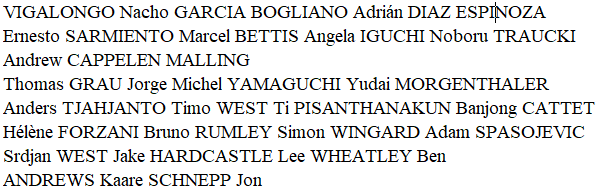 VIGALONGO Nacho GARCIA BOGLIANO Adrián DIAZ ESPINOZA
Ernesto SARMIENTO Marcel BETTIS Angela IGUCHI Noboru TRAUCKI
Andrew CAPPELEN MALLING
Thomas GRAU Jorge Michel YAMAGUCHI Yudai MORGENTHALER
Anders TJAHJANTO Timo WEST Ti PISANTHANAKUN Banjong CATTET
Hélène FORZANI Bruno RUMLEY Simon WINGARD Adam SPASOJEVIC
Srdjan WEST Jake HARDCASTLE Lee WHEATLEY Ben
ANDREWS Kaare SCHNEPP Jon